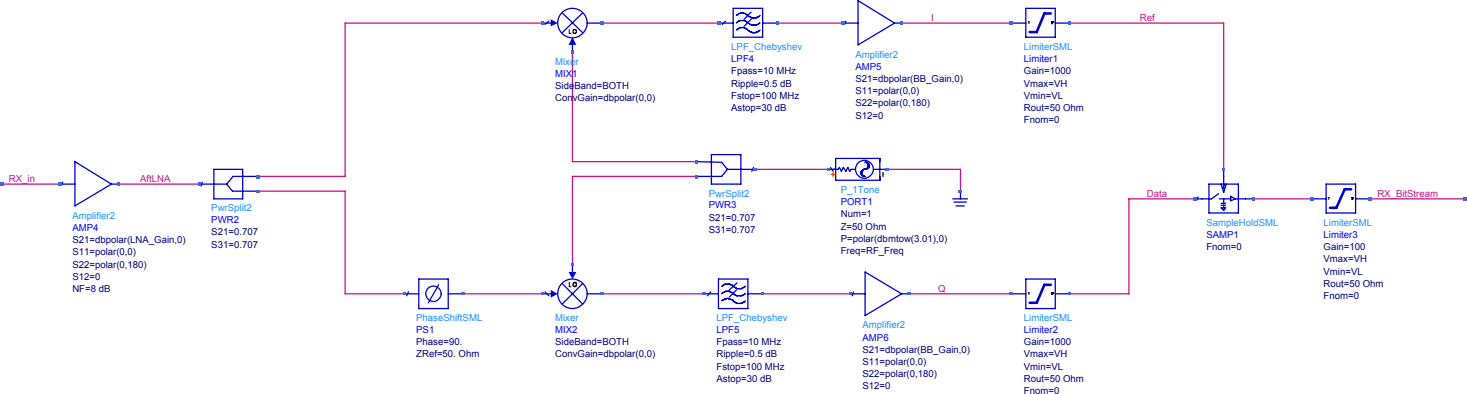 RX_in
Amplifier2
AMP4
S21=dbpolar(LNA_Gain,0)
S11=polar(0,0)
S22=polar(0,180)
S12=0
NF=8 dB
AftLNA
PwrSplit2
PWR2
S21=0.707
S31=0.707
LO
Mixer
MIX1
SideBand=BOTH
ConvGain=dbpolar(0,0)
LPF_Chebyshev
LPF4
Fpass=10 MHz
Ripple=0.5 dB
Fstop=100 MHz
Astop=30 dB
Amplifier2
AMP5
S21=dbpolar(BB_Gain,0)
S11=polar(0,0)
S22=polar(0,180)
S12=0
I
LimiterSML
Limiter1
Gain=1000
Vmax=VH
Vmin=VL
Rout=50 Ohm
Fnom=0
Ref
PwrSplit2
PWR3
S21=0.707
S31=0.707
P_1Tone
PORT1
Num=1
Z=50 Ohm
P=polar(dbmtow(3.01),0)
Freq=RF_Freq
PhaseShiftSML
PS1
Phase=90.
ZRef=50. Ohm
LO
Mixer
MIX2
SideBand=BOTH
ConvGain=dbpolar(0,0)
LPF_Chebyshev
LPF5
Fpass=10 MHz
Ripple=0.5 dB
Fstop=100 MHz
Astop=30 dB
Amplifier2
AMP6
S21=dbpolar(BB_Gain,0)
S11=polar(0,0)
S22=polar(0,180)
S12=0
Q
LimiterSML
Limiter2
Gain=1000
Vmax=VH
Vmin=VL
Rout=50 Ohm
Fnom=0
Data
SampleHoldSML
SAMP1
Fnom=0
LimiterSML
Limiter3
Gain=100
Vmax=VH
Vmin=VL
Rout=50 Ohm
Fnom=0
RX_BitStream